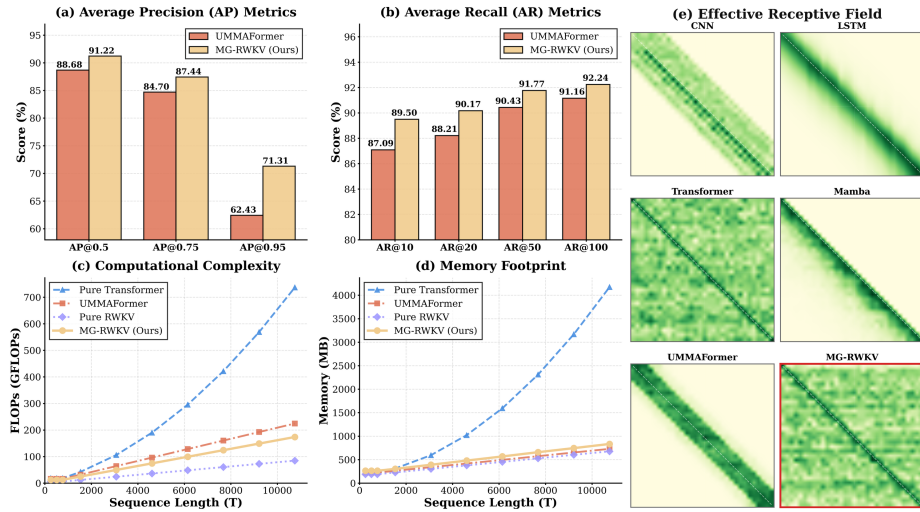 (a) Average Precision (AP) Metrics
UMMAFormer
MG-RWKV (Ours)
Score (%)
95
90
85
80
75
70
65
60
88.68
91.22
84.70
87.44
62.43
71.31
AP@0.5
AP@0.75
AP@0.95
(b) Average Recall (AR) Metrics
UMMAFormer
MG-RWKV (Ours)
Score (%)
96
94
92
90
88
86
84
82
80
87.09
89.50
88.21
90.17
90.43
91.77
91.16
92.24
AR@10
AR@20
AR@50
AR@100
(c) Computational Complexity
Pure Transformer
UMMAFormer
Pure RWKV
MG-RWKV (Ours)
FLOPs (GFLOPs)
700
600
500
400
300
200
100
0
0
2000
4000
6000
8000
10000
Sequence Length (T)
(d) Memory Footprint
Pure Transformer
UMMAFormer
Pure RWKV
MG-RWKV (Ours)
Memory (MB)
4000
3500
3000
2500
2000
1500
1000
500
0
0
2000
4000
6000
8000
10000
Sequence Length (T)
(e) Effective Receptive Field
CNN
LSTM
Transformer
Mamba
UMMAFormer
MG-RWKV